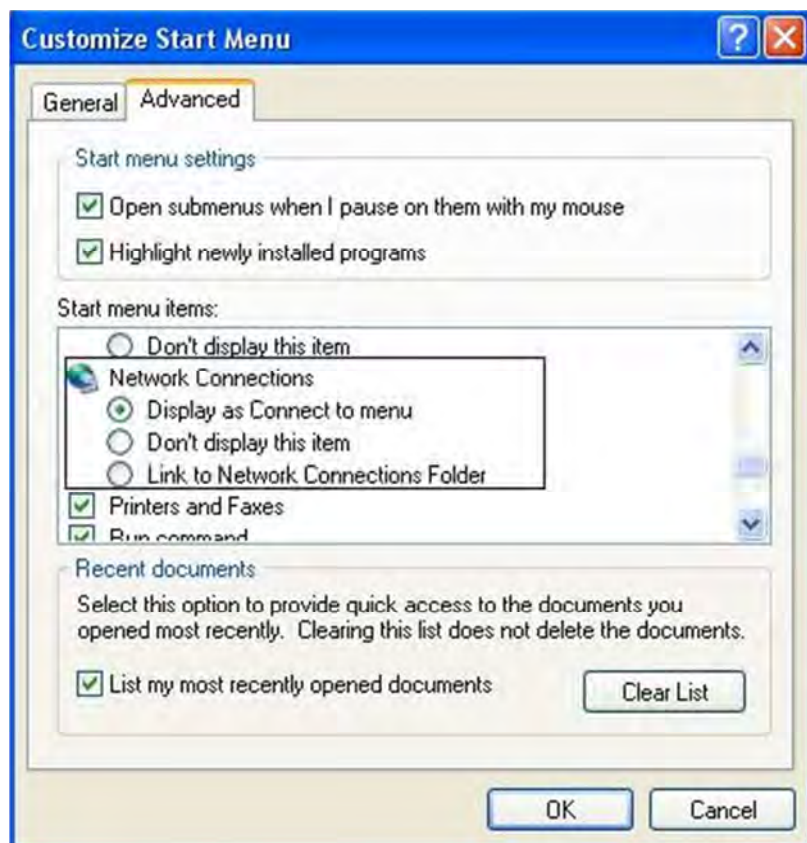 Customize Start Menu
General Advanced
Start menu settings
Open submenus when I pause on them with my mouse
Highlight newly installed programs
Start menu items:
Don't display this item
Network Connections
Display as Connect to menu
Don't display this item
Link to Network Connections Folder
Printers and Faxes
Run command
Recent documents
Select this option to provide quick access to the documents you
opened most recently. Clearing this list does not delete the documents.
List my most recently opened documents Clear List
OK Cancel